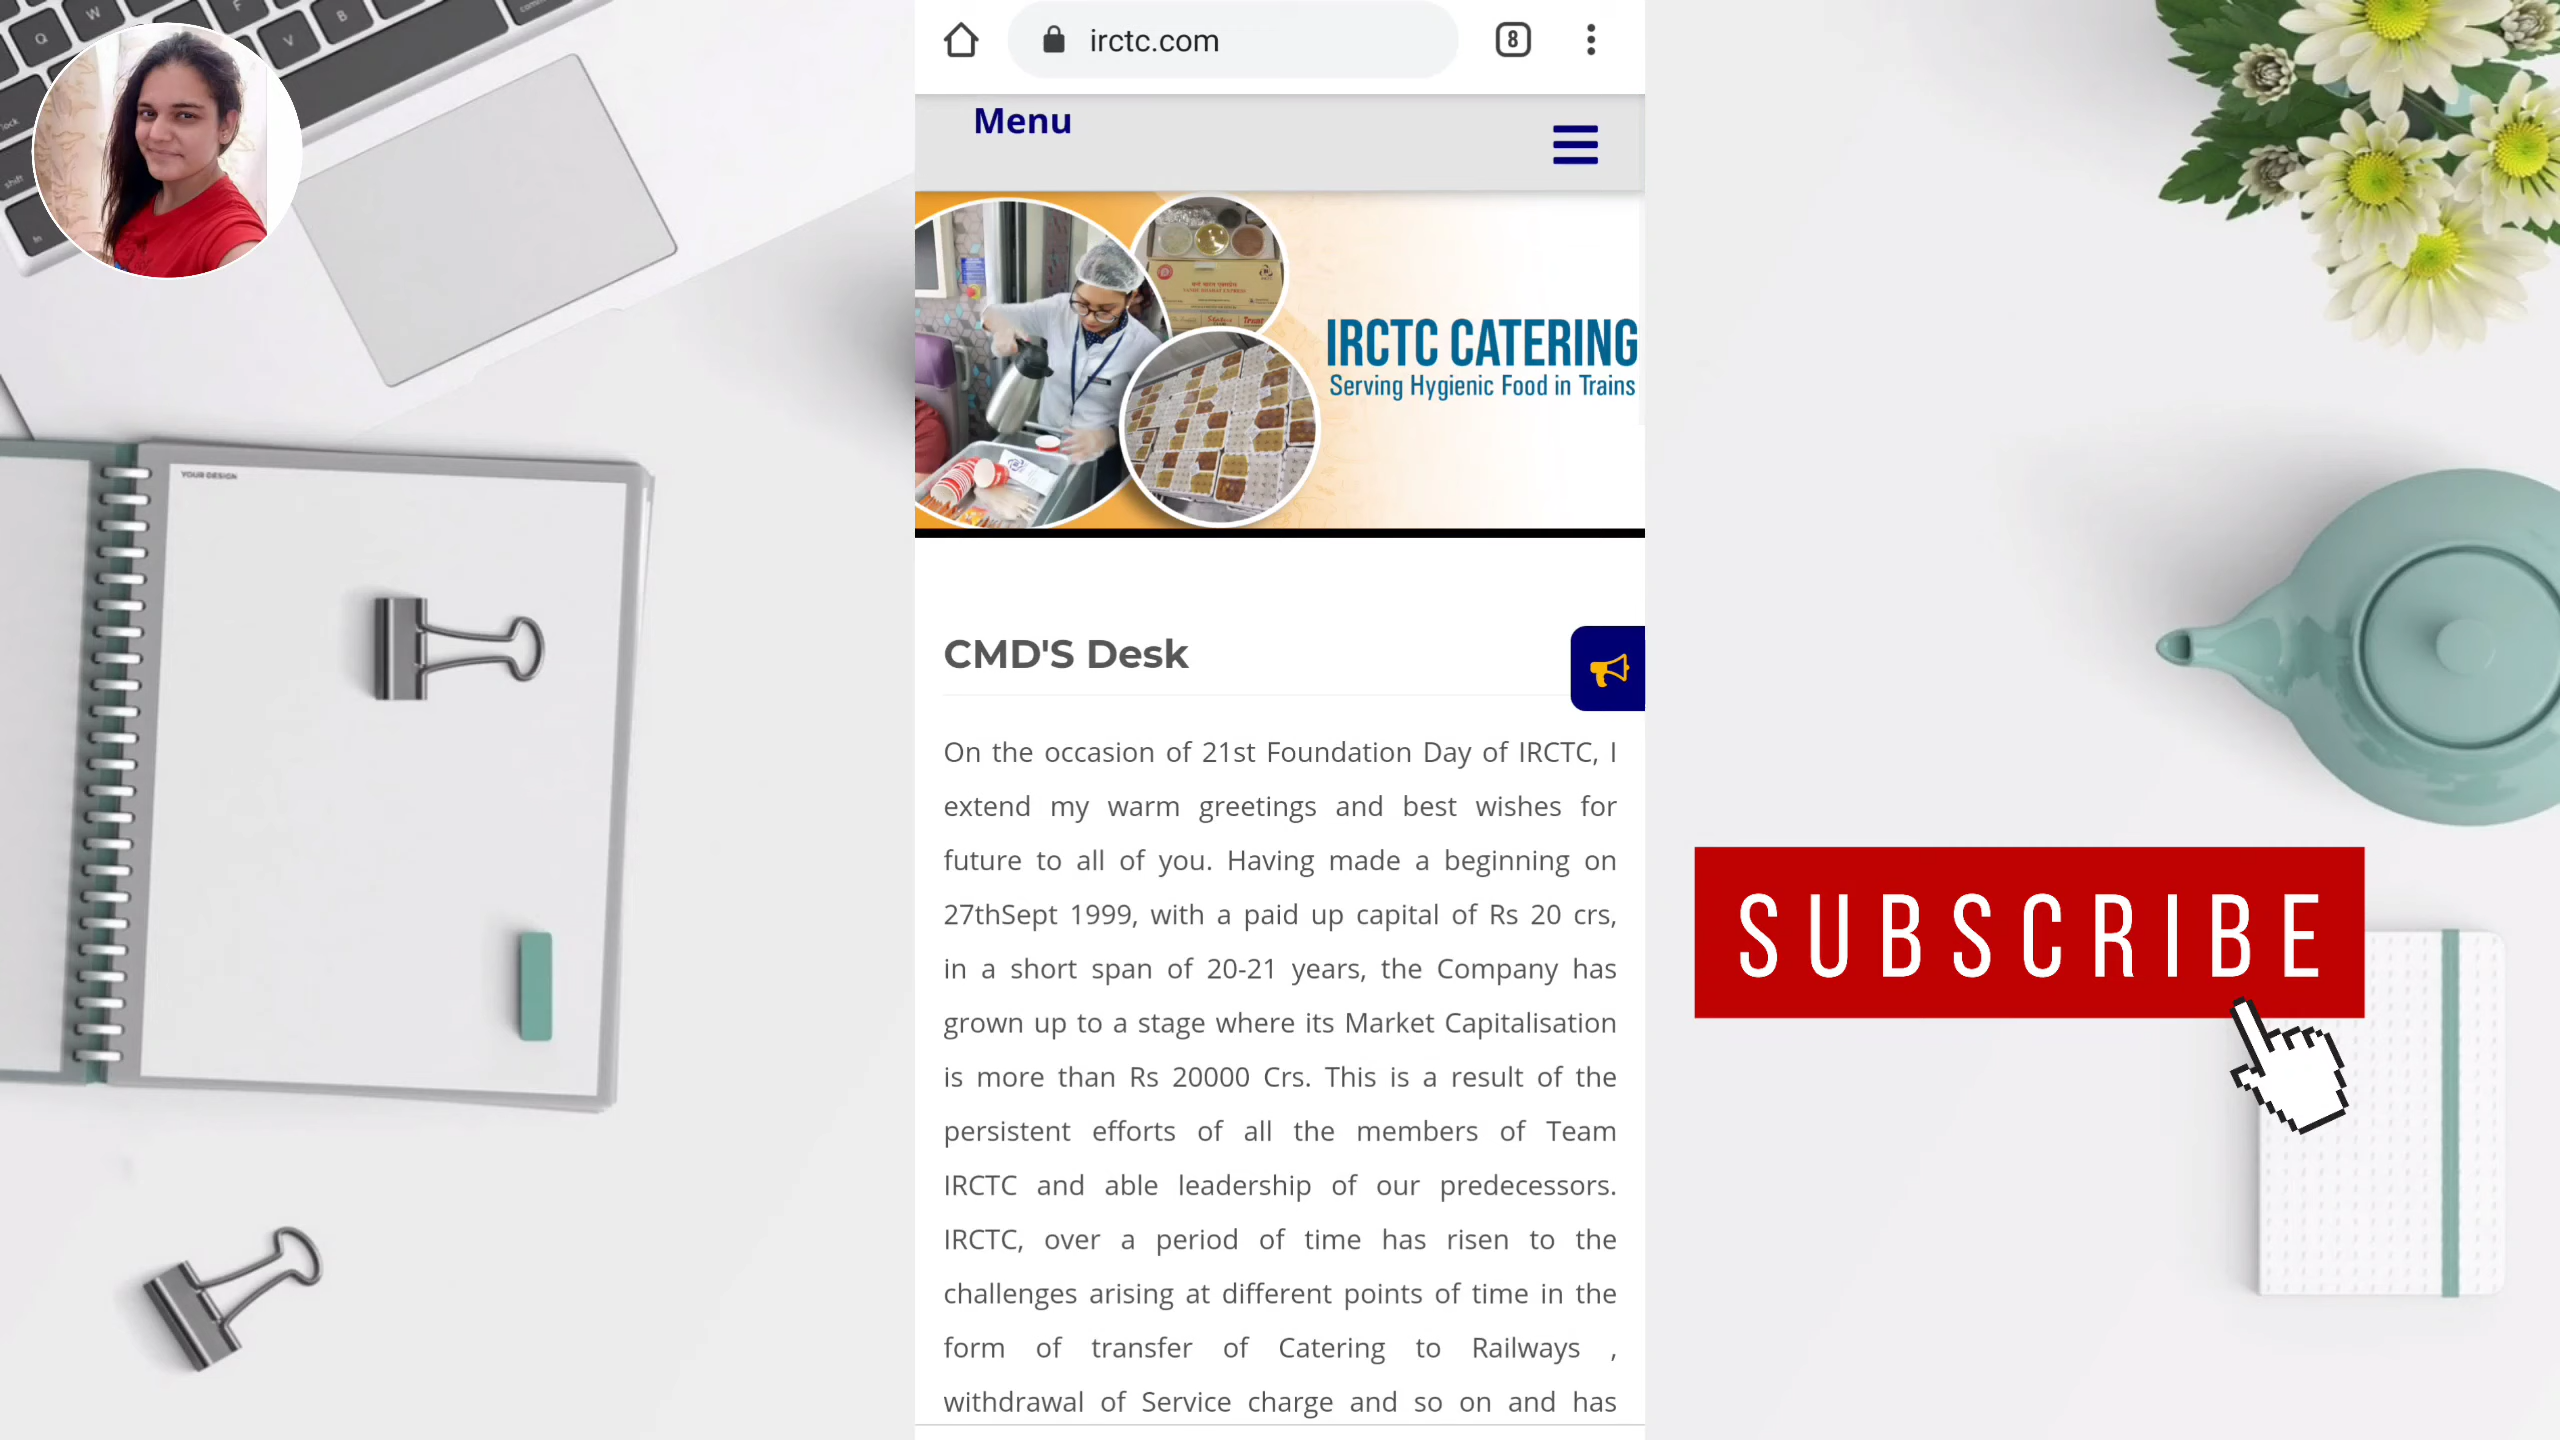 irctc.com
8
Menu
IRCTC CATERING
Serving Hygienic Food in Trains
CMD'S Desk
On the occasion of 21st Foundation Day of IRCTC, I
extend my warm greetings and best wishes for
future to all of you. Having made a beginning on
27thSept 1999, with a paid up capital of Rs 20 crs,
in a short span of 20-21 years, the Company has
grown up to a stage where its Market Capitalisation
is more than Rs 20000 Crs. This is a result of the
persistent efforts of all the members of Team
IRCTC and able leadership of our predecessors.
IRCTC, over a period of time has risen to the
challenges arising at different points of time in the
form of transfer of Catering to Railways ,
withdrawal of Service charge and so on and has
SUBSCRIBE
YOUR DESIGN
Q
W
F
V
B
shift